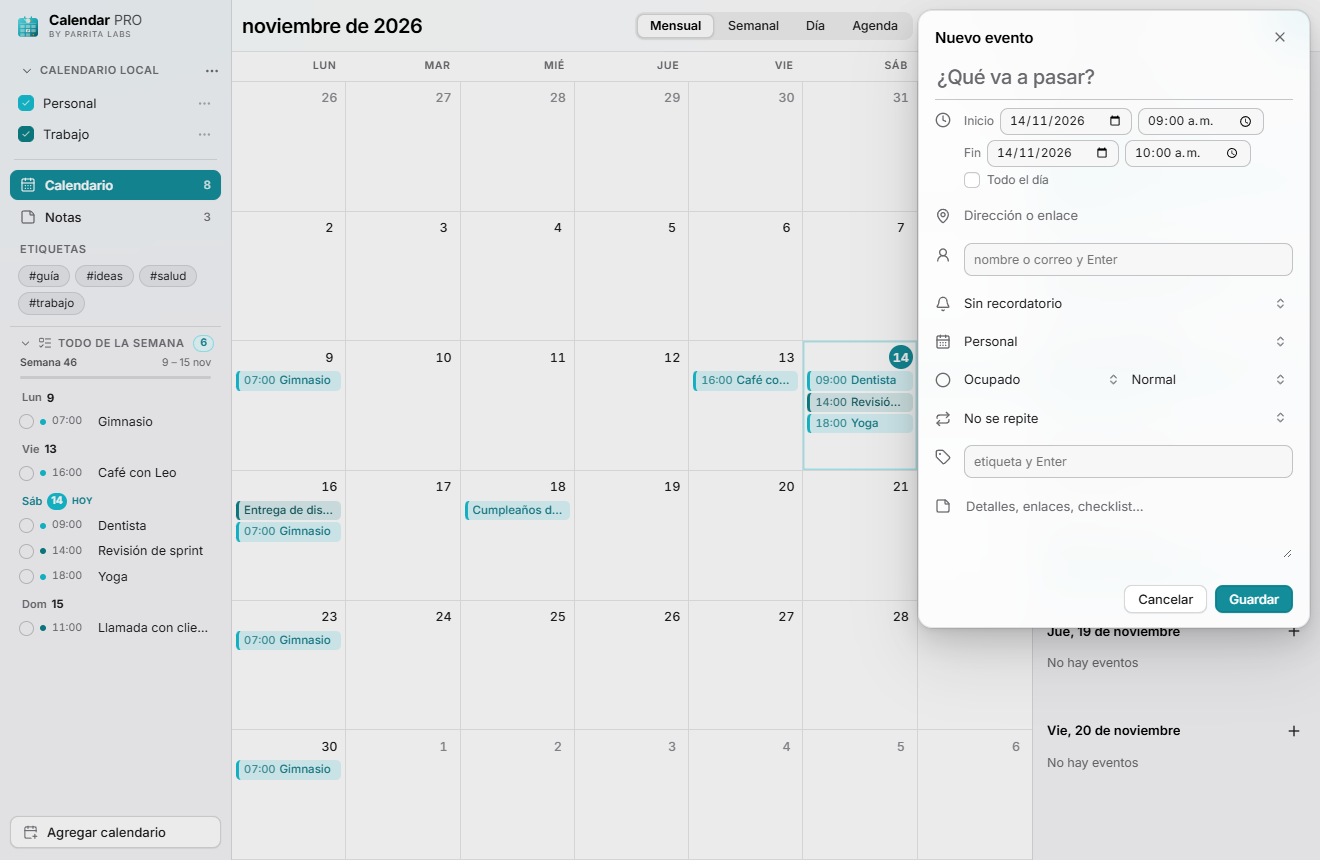 Calendar PRO
BY PARRITA LABS
CALENDARIO LOCAL
Personal
Trabajo
Calendario 8
Notas 3
ETIQUETAS
#guía #ideas #salud
#trabajo
TODO DE LA SEMANA 6
Semana 46 9 – 15 nov
Lun 9
07:00 Gimnasio
Vie 13
16:00 Café con Leo
Sáb 14 HOY
09:00 Dentista
14:00 Revisión de sprint
18:00 Yoga
Dom 15
11:00 Llamada con clie...
Agregar calendario
noviembre de 2026
Mensual Semanal Día Agenda
LUN MAR MIÉ JUE VIE SÁB
26 27 28 29 30 31
2 3 4 5 6 7
9 10 11 12 13 14
07:00 Gimnasio
16:00 Café co...
09:00 Dentista
14:00 Revisió...
18:00 Yoga
16 17 18 19 20 21
Entrega de dis...
07:00 Gimnasio
Cumpleaños d...
23 24 25 26 27 28
07:00 Gimnasio
30 1 2 3 4 5 6
07:00 Gimnasio
Nuevo evento
¿Qué va a pasar?
Inicio 14/11/2026 09:00 a.m.
Fin 14/11/2026 10:00 a.m.
Todo el día
Dirección o enlace
nombre o correo y Enter
Sin recordatorio
Personal
Ocupado Normal
No se repite
etiqueta y Enter
Detalles, enlaces, checklist...
Cancelar Guardar
Jue, 19 de noviembre
No hay eventos
Vie, 20 de noviembre
No hay eventos